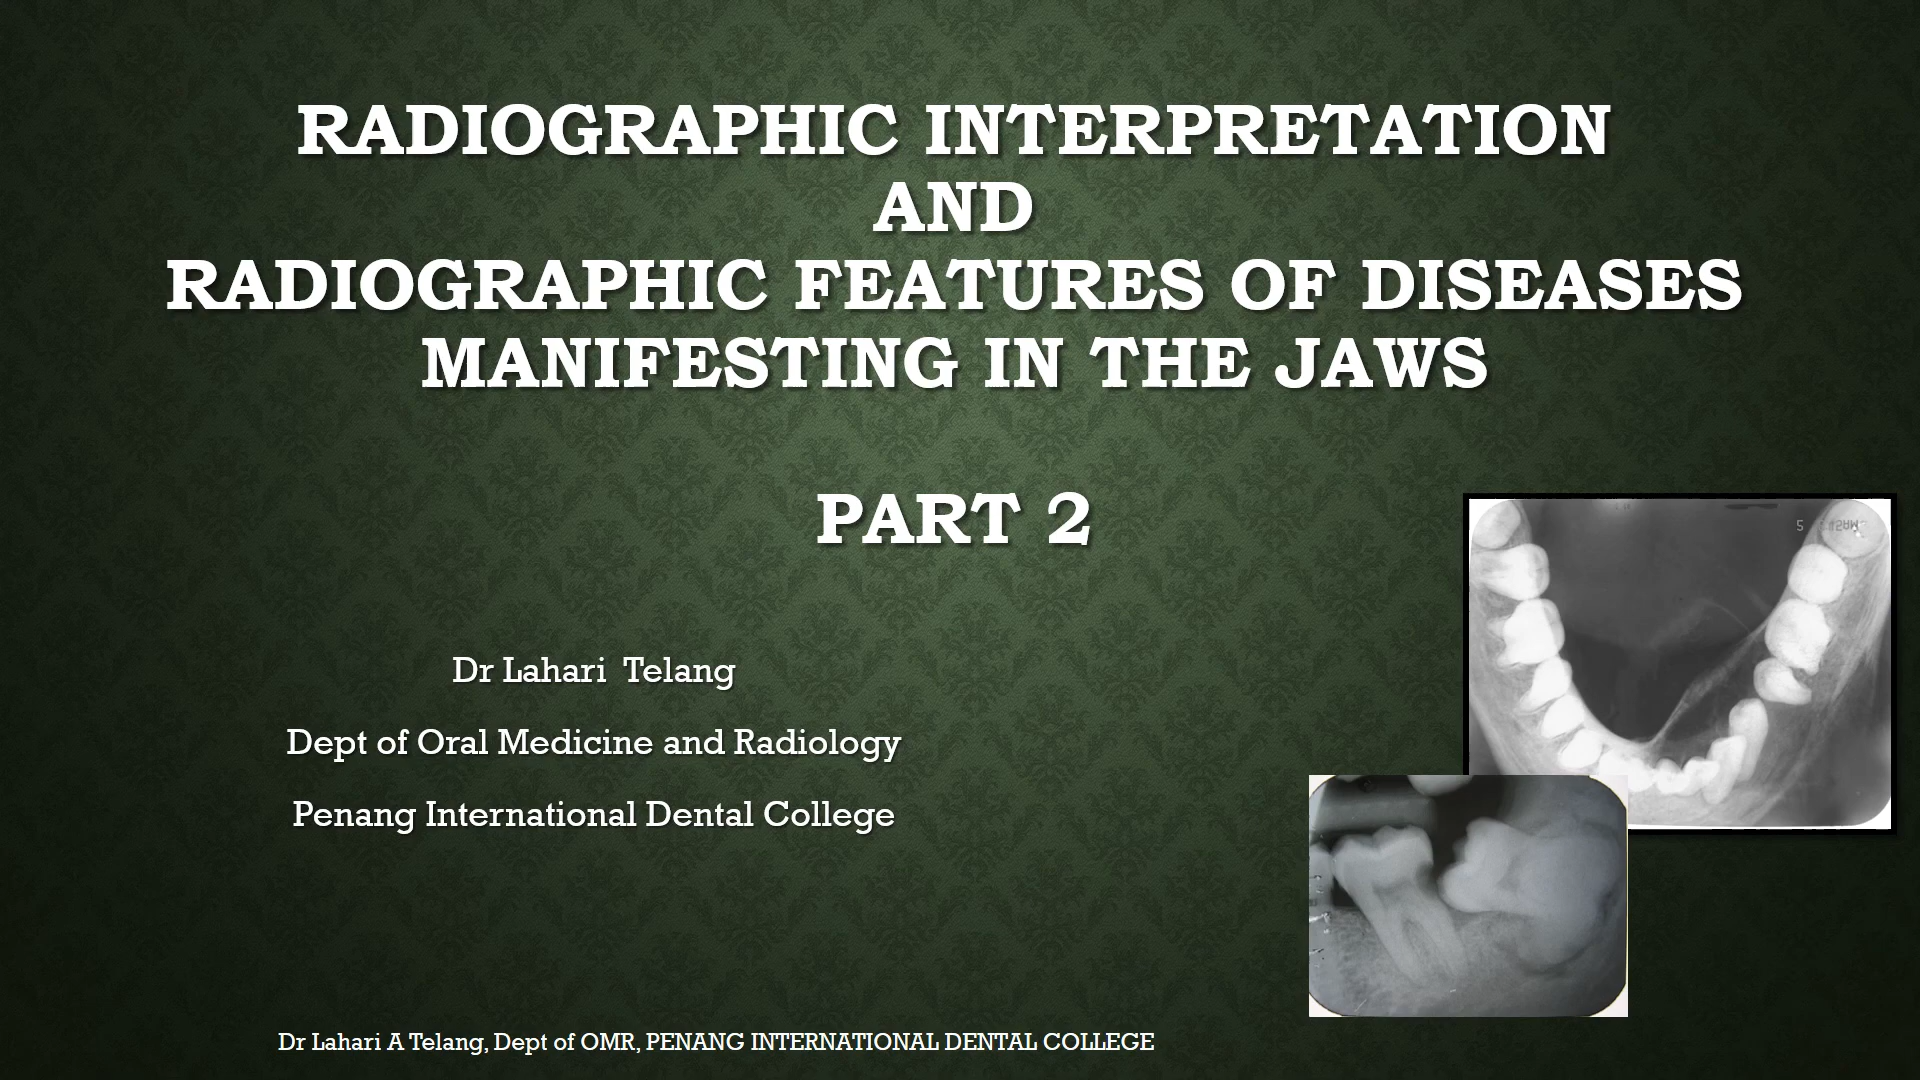 RADIOGRAPHIC INTERPRETATION
AND
RADIOGRAPHIC FEATURES OF DISEASES
MANIFESTING IN THE JAWS
PART 2
Dr Lahari Telang
Dept of Oral Medicine and Radiology
Penang International Dental College
Dr Lahari A Telang, Dept of OMR, PENANG INTERNATIONAL DENTAL COLLEGE